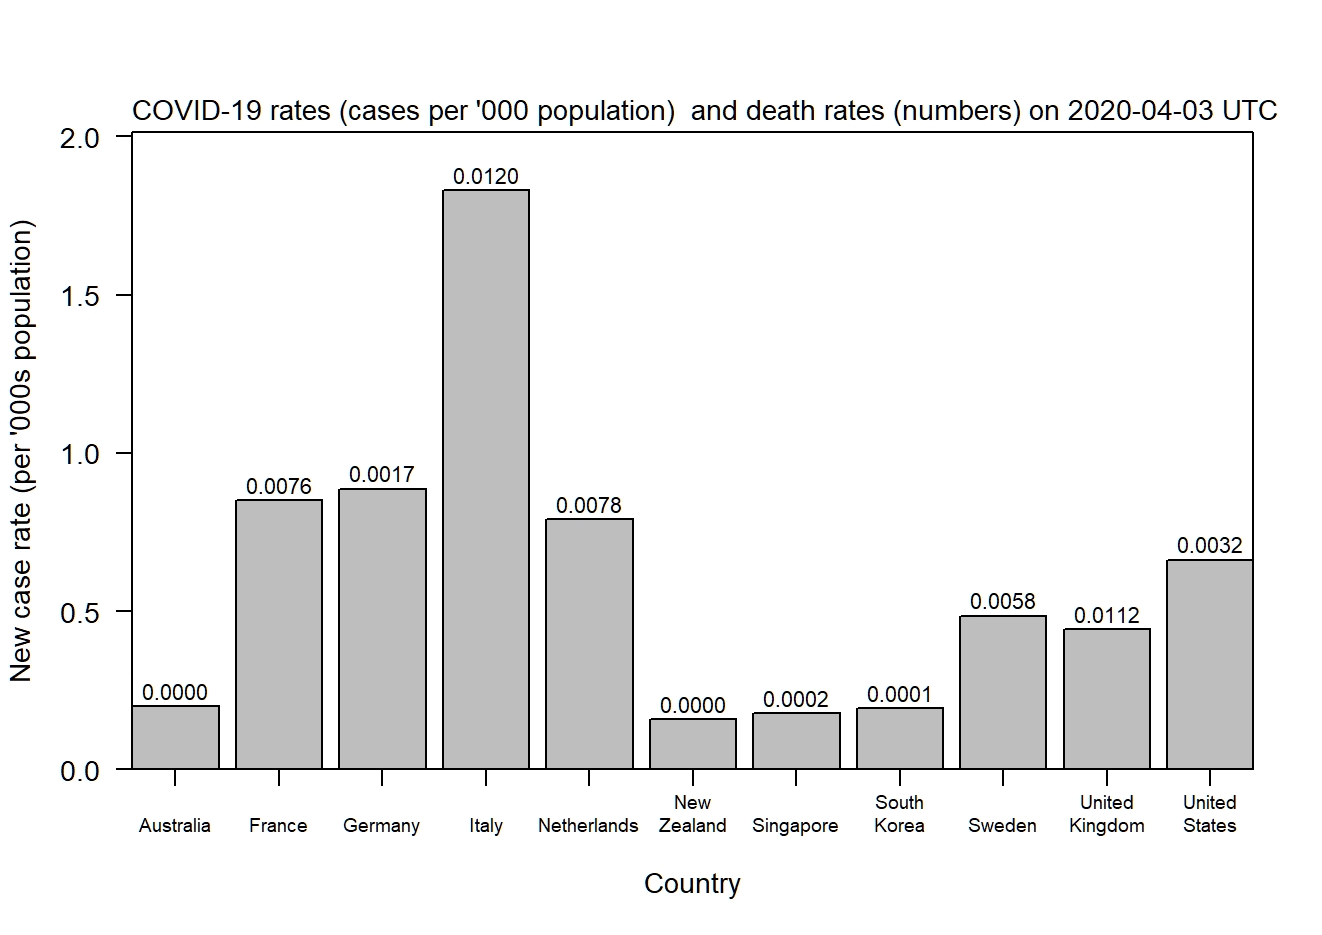 COVID-19 rates (cases per '000 population)  and death rates (numbers) on 2020-04-03 UTC
New case rate (per '000s population)
2.0
1.5
1.0
0.5
0.0
0.0000
0.0076
0.0017
0.0120
0.0078
0.0000
0.0002
0.0001
0.0058
0.0112
0.0032
Australia
France
Germany
Italy
Netherlands
New
Zealand
Singapore
South
Korea
Sweden
United
Kingdom
United
States
Country